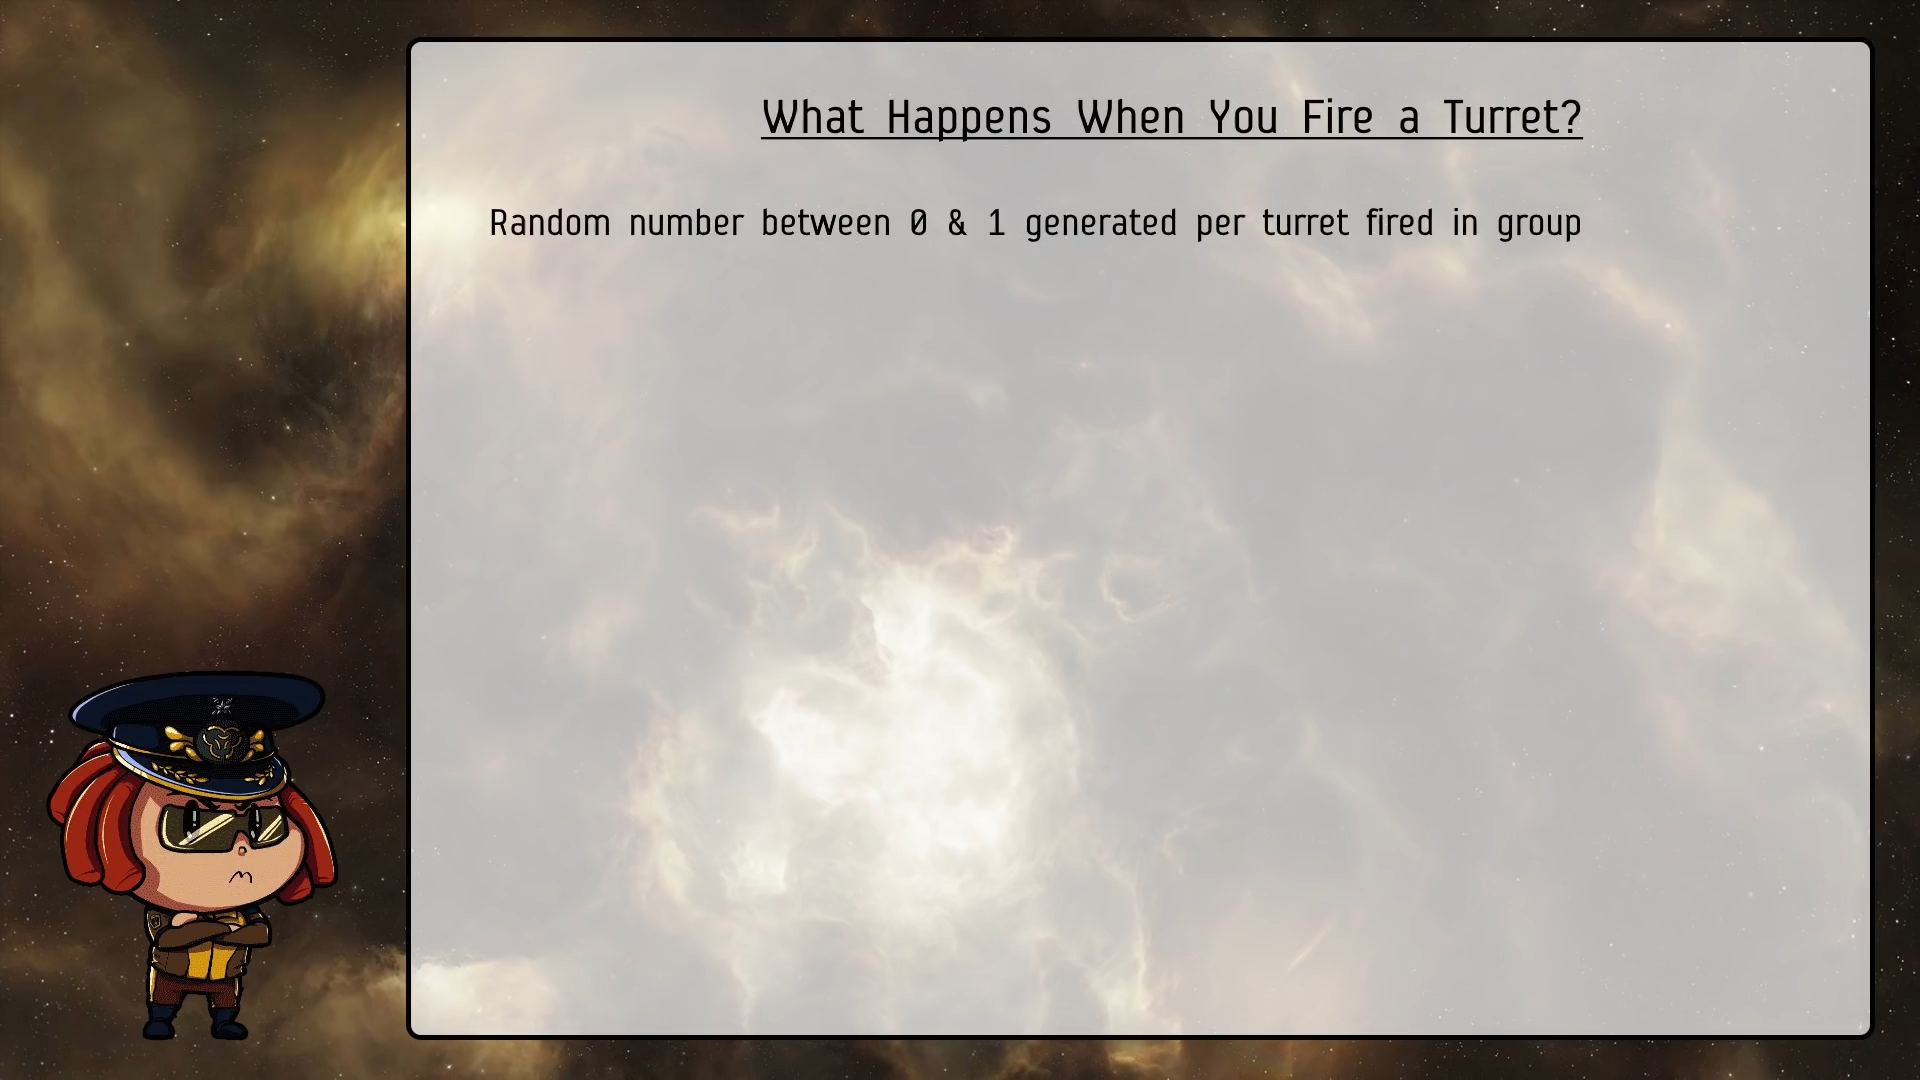 What Happens When You Fire a Turret?
Random number between 0 & 1 generated per turret fired in group